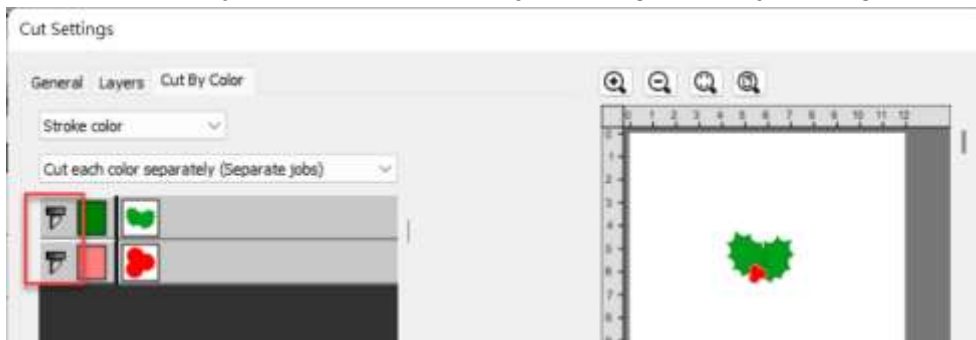 Cut Settings
General Layers Cut By Color
Stroke color
Cut each color separately (Separate jobs)
0 1 2 3 4 5 6 7 8 9 10 11 12
0
1
2
3
4
5
6
7
8